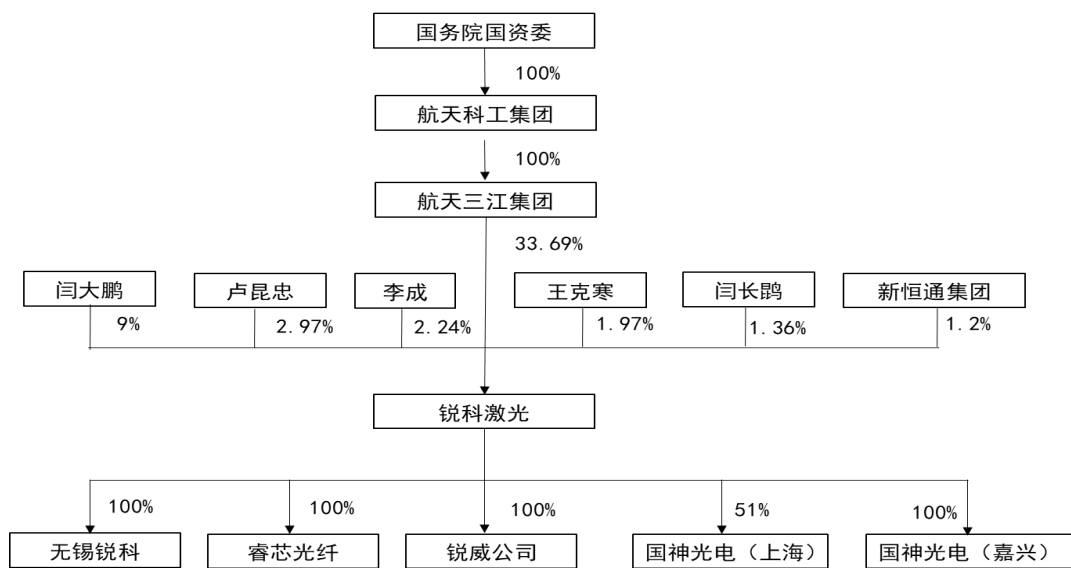 国务院国资委
100%
航天科工集团
100%
航天三江集团
33.69%
闫大鹏
卢昆忠
李成
王克寒
闫长鹍
新恒通集团
9%
2.97%
2.24%
1.97%
1.36%
1.2%
锐科激光
100%
100%
100%
51%
100%
无锡锐科
睿芯光纤
锐威公司
国神光电（上海）
国神光电（嘉兴）